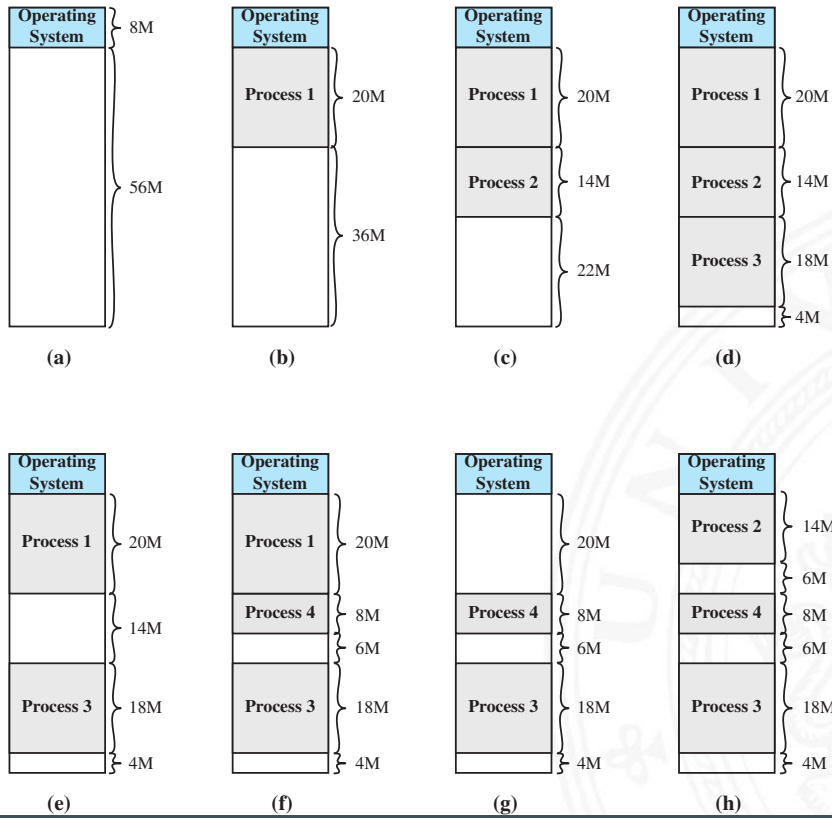 Operating
System
8M
56M
(a)
Operating
System
Process 1
20M
36M
(b)
Operating
System
Process 1
20M
Process 2
14M
22M
(c)
Operating
System
Process 1
20M
Process 2
14M
Process 3
18M
4M
(d)
Operating
System
Process 1
20M
14M
Process 3
18M
4M
(e)
Operating
System
Process 1
20M
Process 4
8M
6M
Process 3
18M
4M
(f)
Operating
System
20M
Process 4
8M
6M
Process 3
18M
4M
(g)
Operating
System
Process 2
14M
6M
Process 4
8M
6M
Process 3
18M
4M
(h)